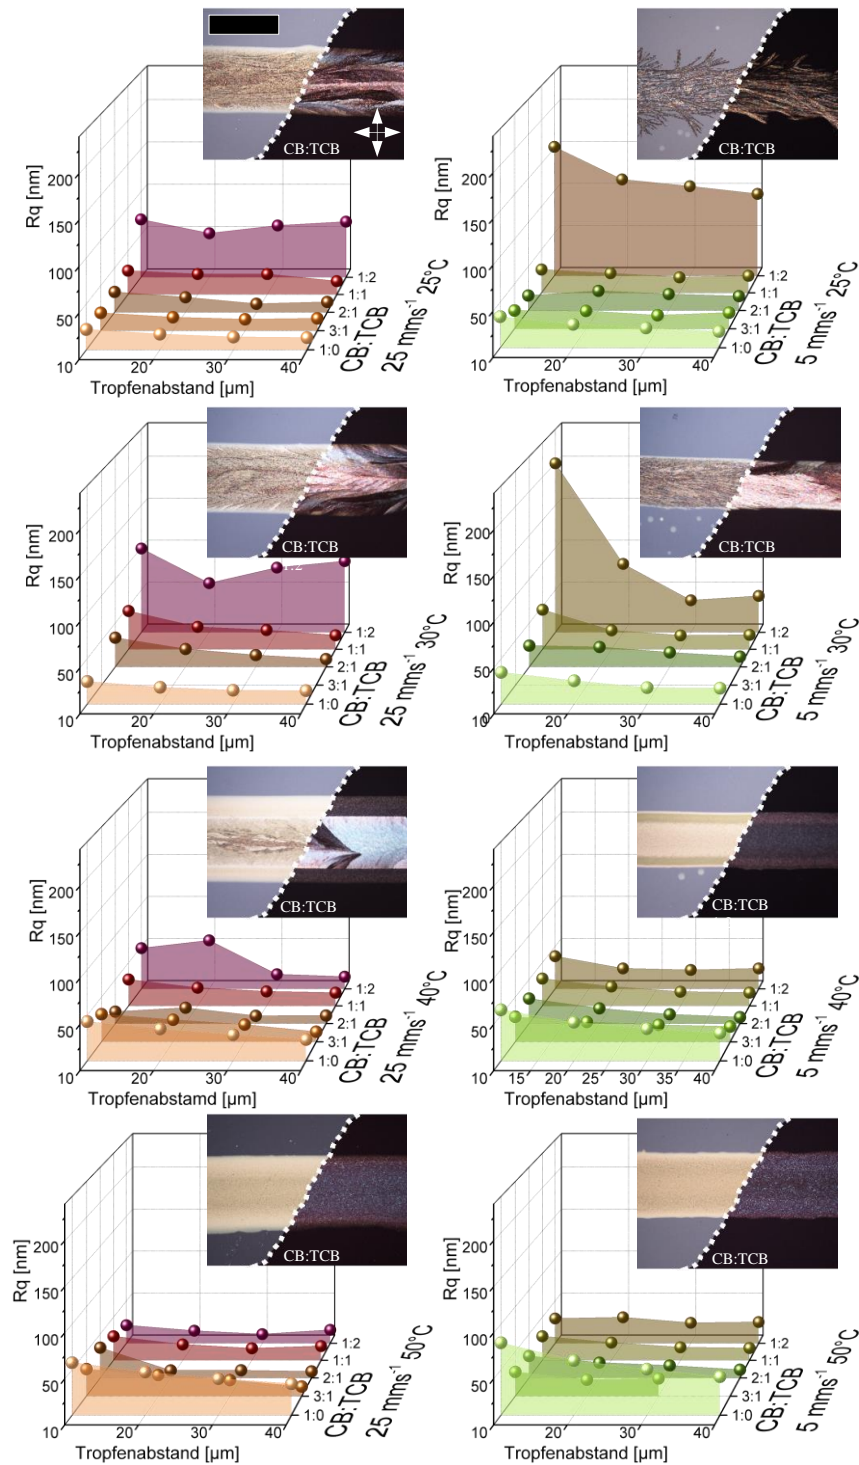 CB:TCB
Rq [nm]
200
150
100
50
10
20
30
40
Tropfenabstand [µm]
1:2
1:1
2:1
3:1
1:0
CB:TCB
25 mms⁻¹ 25°C
CB:TCB
Rq [nm]
200
150
100
50
10
20
30
40
Tropfenabstand [µm]
1:2
1:1
2:1
3:1
1:0
CB:TCB
5 mms⁻¹ 25°C
CB:TCB
1:2
Rq [nm]
200
150
100
50
10
20
30
40
Tropfenabstand [µm]
1:2
1:1
2:1
3:1
1:0
CB:TCB
25 mms⁻¹ 30°C
CB:TCB
Rq [nm]
200
150
100
50
0
10
20
30
40
Tropfenabstand [µm]
1:2
1:1
2:1
3:1
1:0
CB:TCB
5 mms⁻¹ 30°C
CB:TCB
Rq [nm]
200
150
100
50
10
20
30
40
Tropfenabstamd [µm]
1:2
1:1
2:1
3:1
1:0
CB:TCB
25 mms⁻¹ 40°C
CB:TCB
Rq [nm]
200
150
100
50
10
15
20
25
30
35
40
Tropfenabstand [µm]
1:2
1:1
2:1
3:1
1:0
CB:TCB
5 mms⁻¹ 40°C
CB:TCB
Rq [nm]
200
150
100
50
10
20
30
40
Tropfenabstand [µm]
1:2
1:1
2:1
3:1
1:0
CB:TCB
25 mms⁻¹ 50°C
CB:TCB
Rq [nm]
200
150
100
50
10
20
30
40
Tropfenabstand [µm]
1:2
1:1
2:1
3:1
1:0
CB:TCB
5 mms⁻¹ 50°C